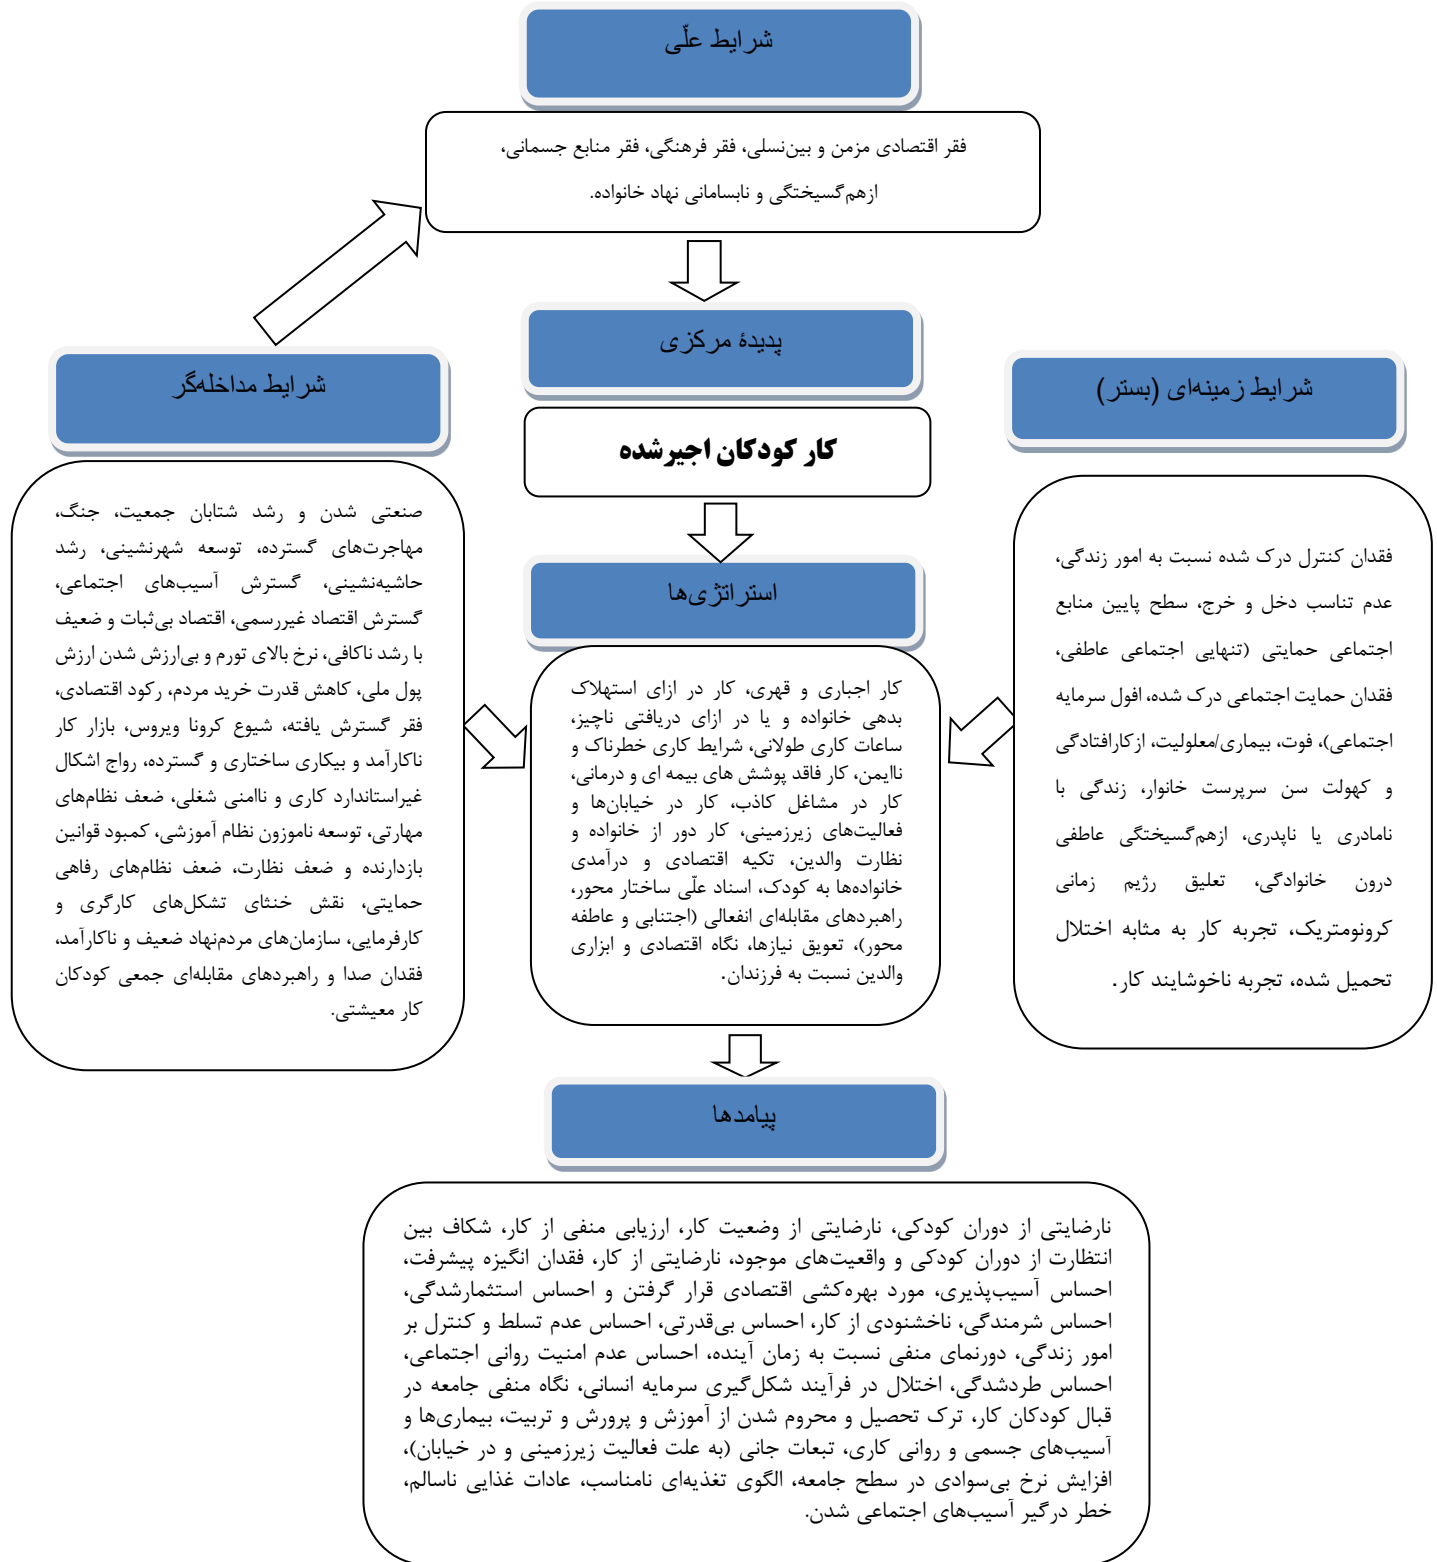 شرایط علّی
فقر اقتصادی مزمن و بین‌نسلی، فقر فرهنگی، فقر منابع جسمانی،
ازهم‌گسیختگی و نابسامانی نهاد خانواده.
پدیدهٔ مرکزی
کار کودکان اجیرشده
شرایط زمینه‌ای (بستر)
فقدان کنترل درک شده نسبت به امور زندگی،
عدم تناسب دخل و خرج، سطح پایین منابع
اجتماعی حمایتی (تنهایی اجتماعی عاطفی،
فقدان حمایت اجتماعی درک شده، افول سرمایه
اجتماعی)، فوت، بیماری/معلولیت، ازکارافتادگی
و کهولت سن سرپرست خانوار، زندگی با
نامادری یا ناپدری، ازهم‌گسیختگی عاطفی
درون خانوادگی، تعلیق رژیم زمانی
کرونومتریک، تجربه کار به مثابه اختلال
تحمیل شده، تجربه ناخوشایند کار.
شرایط مداخله‌گر
صنعتی شدن و رشد شتابان جمعیت، جنگ،
مهاجرت‌های گسترده، توسعه شهرنشینی، رشد
حاشیه‌نشینی، گسترش آسیب‌های اجتماعی،
گسترش اقتصاد غیررسمی، اقتصاد بی‌ثبات و ضعیف
با رشد ناکافی، نرخ بالای تورم و بی‌ارزش شدن ارزش
پول ملی، کاهش قدرت خرید مردم، رکود اقتصادی،
فقر گسترش یافته، شیوع کرونا ویروس، بازار کار
ناکارآمد و بیکاری ساختاری و گسترده، رواج اشکال
غیراستاندارد کاری و ناامنی شغلی، ضعف نظام‌های
مهارتی، توسعه ناموزون نظام آموزشی، کمبود قوانین
بازدارنده و ضعف نظارت، ضعف نظام‌های رفاهی
حمایتی، نقش خنثای تشکل‌های کارگری و
کارفرمایی، سازمان‌های مردم‌نهاد ضعیف و ناکارآمد،
فقدان صدا و راهبردهای مقابله‌ای جمعی کودکان
کار معیشتی.
استراتژی‌ها
کار اجباری و قهری، کار در ازای استهلاک
بدهی خانواده و یا در ازای دریافتی ناچیز،
ساعات کاری طولانی، شرایط کاری خطرناک و
ناایمن، کار فاقد پوشش های بیمه ای و درمانی،
کار در مشاغل کاذب، کار در خیابان‌ها و
فعالیت‌های زیرزمینی، کار دور از خانواده و
نظارت والدین، تکیه اقتصادی و درآمدی
خانواده‌ها به کودک، اسناد علّی ساختار محور،
راهبردهای مقابله‌ای انفعالی (اجتنابی و عاطفه
محور)، تعویق نیازها، نگاه اقتصادی و ابزاری
والدین نسبت به فرزندان.
پیامدها
نارضایتی از دوران کودکی، نارضایتی از وضعیت کار، ارزیابی منفی از کار، شکاف بین
انتظارت از دوران کودکی و واقعیت‌های موجود، نارضایتی از کار، فقدان انگیزه پیشرفت،
احساس آسیب‌پذیری، مورد بهره‌کشی اقتصادی قرار گرفتن و احساس استثمارشدگی،
احساس شرمندگی، ناخشنودی از کار، احساس بی‌قدرتی، احساس عدم تسلط و کنترل بر
امور زندگی، دورنمای منفی نسبت به زمان آینده، احساس عدم امنیت روانی اجتماعی،
احساس طردشدگی، اختلال در فرآیند شکل‌گیری سرمایه انسانی، نگاه منفی جامعه در
قبال کودکان کار، ترک تحصیل و محروم شدن از آموزش و پرورش و تربیت، بیماری‌ها و
آسیب‌های جسمی و روانی کاری، تبعات جانی (به علت فعالیت زیرزمینی و در خیابان)،
افزایش نرخ بی‌سوادی در سطح جامعه، الگوی تغذیه‌ای نامناسب، عادات غذایی ناسالم،
خطر درگیر آسیب‌های اجتماعی شدن.